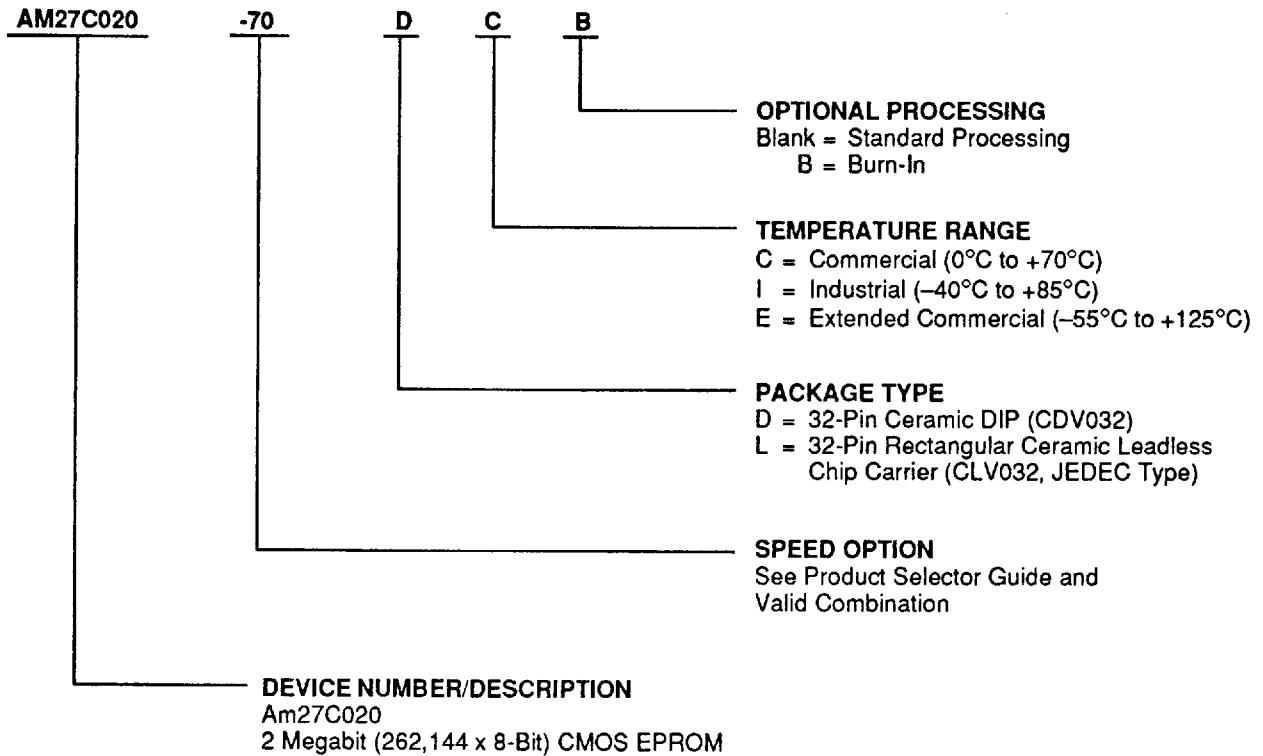 AM27C020 -70 D C B
OPTIONAL PROCESSING
Blank = Standard Processing
B = Burn-In
TEMPERATURE RANGE
C = Commercial (0°C to +70°C)
I = Industrial (–40°C to +85°C)
E = Extended Commercial (–55°C to +125°C)
PACKAGE TYPE
D = 32-Pin Ceramic DIP (CDV032)
L = 32-Pin Rectangular Ceramic Leadless
Chip Carrier (CLV032, JEDEC Type)
SPEED OPTION
See Product Selector Guide and
Valid Combination
DEVICE NUMBER/DESCRIPTION
Am27C020
2 Megabit (262,144 x 8-Bit) CMOS EPROM